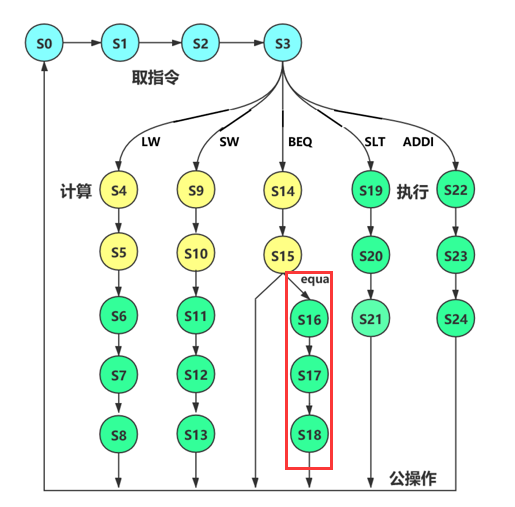 S0 S1 S2 S3
取指令
LW SW BEQ SLT ADDI
计算 S4 S9 S14 S19 执行 S22
S5 S10 S15 S20 S23
equa
S6 S11 S16 S21 S24
S7 S12 S17
S8 S13 S18
公操作